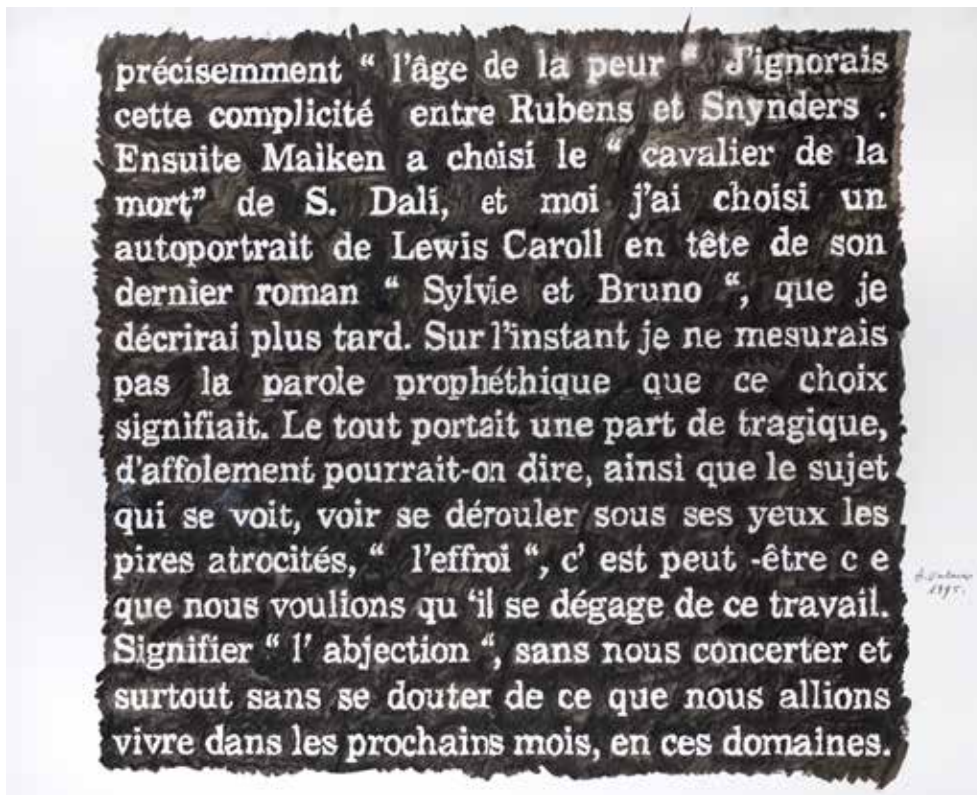 précisemment “ l'âge de la peur “ J'ignorais
cette complicité entre Rubens et Snynders .
Ensuite Maïken a choisi le “ cavalier de la
mort” de S. Dali, et moi j'ai choisi un
autoportrait de Lewis Caroll en tête de son
dernier roman “ Sylvie et Bruno “, que je
décrirai plus tard. Sur l'instant je ne mesurais
pas la parole prophéthique que ce choix
signifiait. Le tout portait une part de tragique,
d'affolement pourrait-on dire, ainsi que le sujet
qui se voit, voir se dérouler sous ses yeux les
pires atrocités, “ l'effroi “, c' est peut -être c e
que nous voulions qu ‘il se dégage de ce travail.
Signifier “ l' abjection “, sans nous concerter et
surtout sans se douter de ce que nous allions
vivre dans les prochains mois, en ces domaines.
1995.